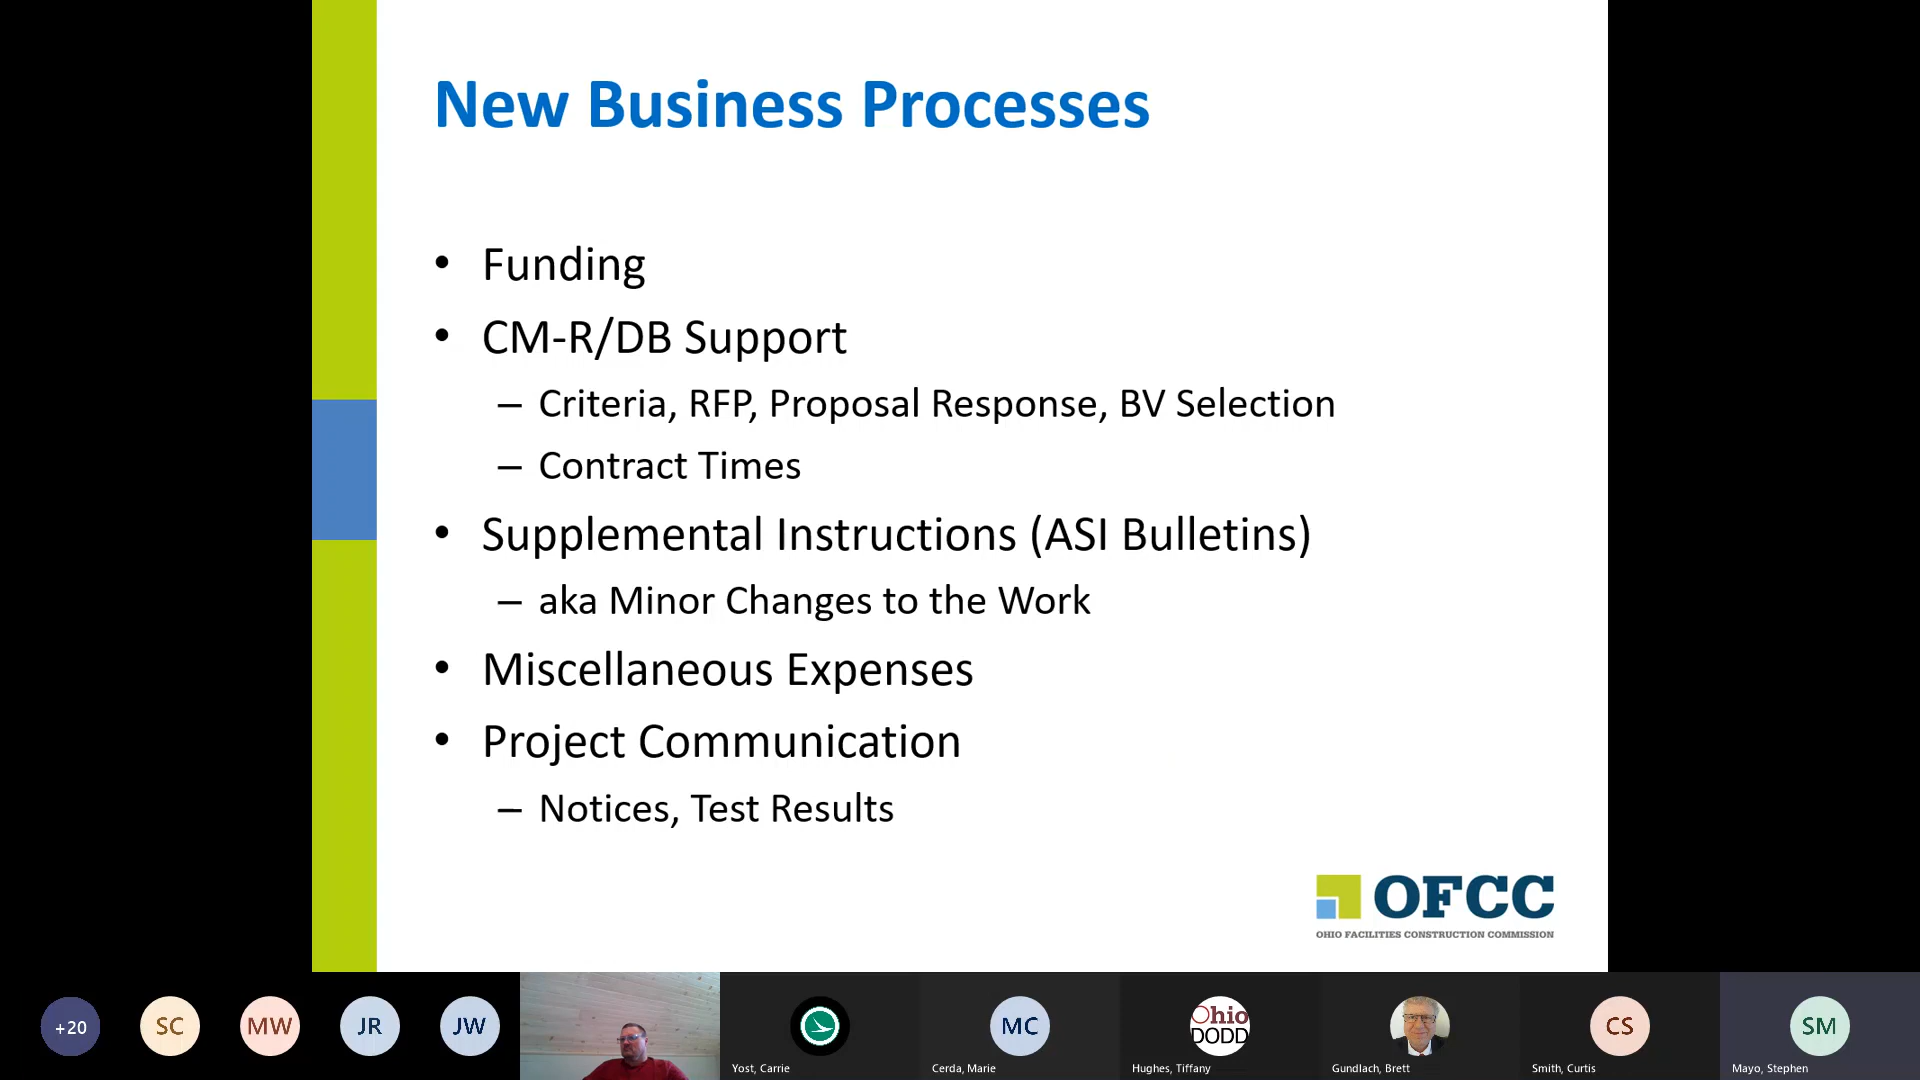 New Business Processes
• Funding
• CM-R/DB Support
– Criteria, RFP, Proposal Response, BV Selection
– Contract Times
• Supplemental Instructions (ASI Bulletins)
– aka Minor Changes to the Work
• Miscellaneous Expenses
• Project Communication
– Notices, Test Results
OFCC
OHIO FACILITIES CONSTRUCTION COMMISSION
+20
SC
MW
JR
JW
Yost, Carrie
MC
Cerda, Marie
Ohio
DODD
Hughes, Tiffany
Gundlach, Brett
CS
Smith, Curtis
SM
Mayo, Stephen